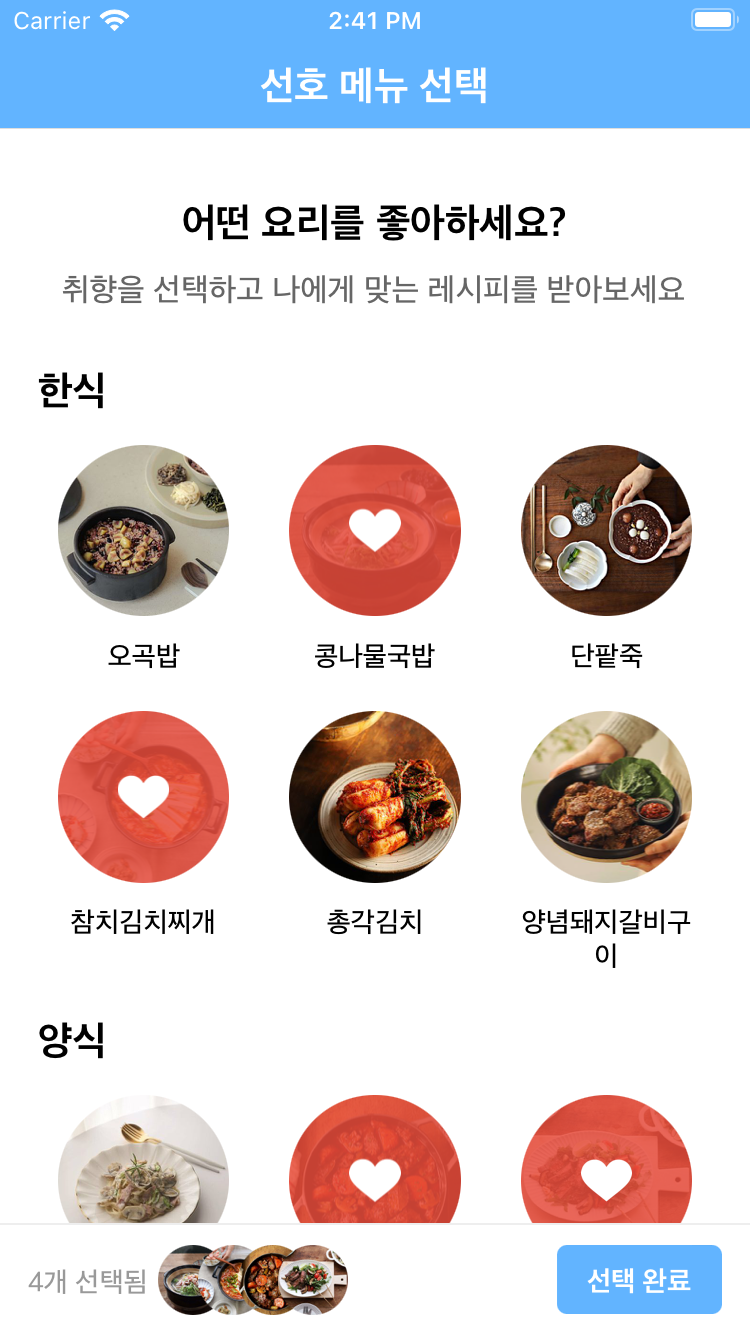 Carrier 2:41 PM
선호 메뉴 선택
어떤 요리를 좋아하세요?
취향을 선택하고 나에게 맞는 레시피를 받아보세요
한식
오곡밥 콩나물국밥 단팥죽
참치김치찌개 총각김치 양념돼지갈비구
이
양식
4개 선택됨 선택 완료